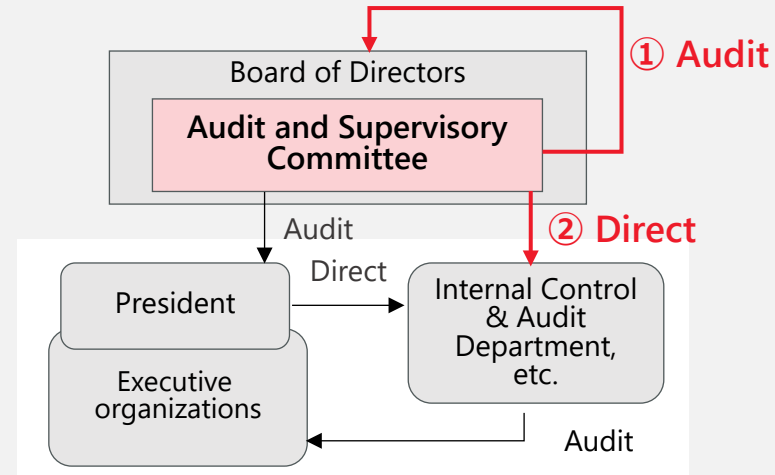 ① Audit
Board of Directors
Audit and Supervisory
Committee
Audit
② Direct
Direct
President
Internal Control
& Audit
Department,
etc.
Executive
organizations
Audit